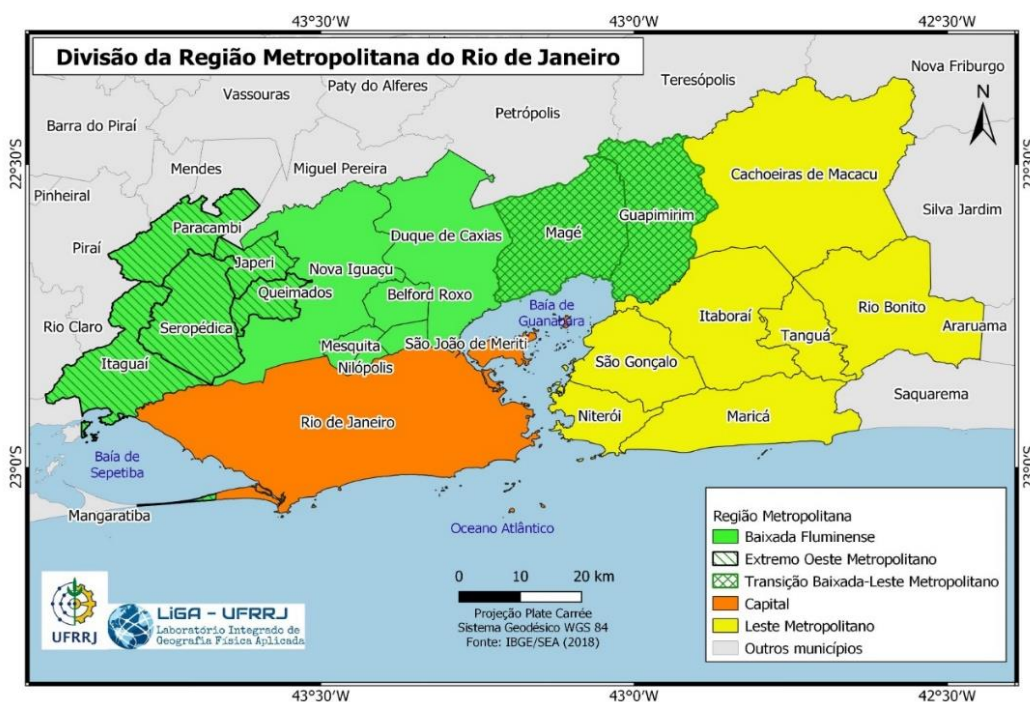 43°30'W
43°0'W
42°30'W
Divisão da Região Metropolitana do Rio de Janeiro
Nova Friburgo
Teresópolis
Paty do Alferes
Vassouras
Petrópolis
N
Barra do Piraí
22°30'S
22°30'S
Mendes
Miguel Pereira
Cachoeiras de Macacu
Pinheiral
Guapimirim
Silva Jardim
Paracambi
Magé
Duque de Caxias
Piraí
Japeri
Nova Iguaçu
Queimados
Belford Roxo
Baía de
Guanabara
Rio Bonito
Itaboraí
Rio Claro
Seropédica
Tanguá
Araruama
Mesquita
São João de Meriti
São Gonçalo
Itaguaí
Nilópolis
Saquarema
Rio de Janeiro
Niterói
Maricá
Baía de
Sepetiba
23°0'S
23°0'S
Mangaratiba
Oceano Atlântico
Região Metropolitana
Baixada Fluminense
Extremo Oeste Metropolitano
Transição Baixada-Leste Metropolitano
Capital
Leste Metropolitano
Outros municípios
0 10 20 km
Projeção Plate Carrée
Sistema Geodésico WGS 84
Fonte: IBGE/SEA (2018)
UFRRJ
LiGA - UFRRJ
Laboratório Integrado de
Geografia Física Aplicada
43°30'W
43°0'W
42°30'W